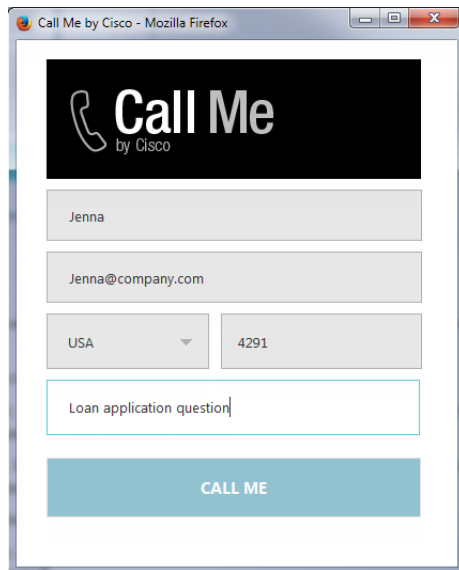 Call Me by Cisco - Mozilla Firefox
Call Me
by Cisco
Jenna
Jenna@company.com
USA 4291
Loan application question
CALL ME